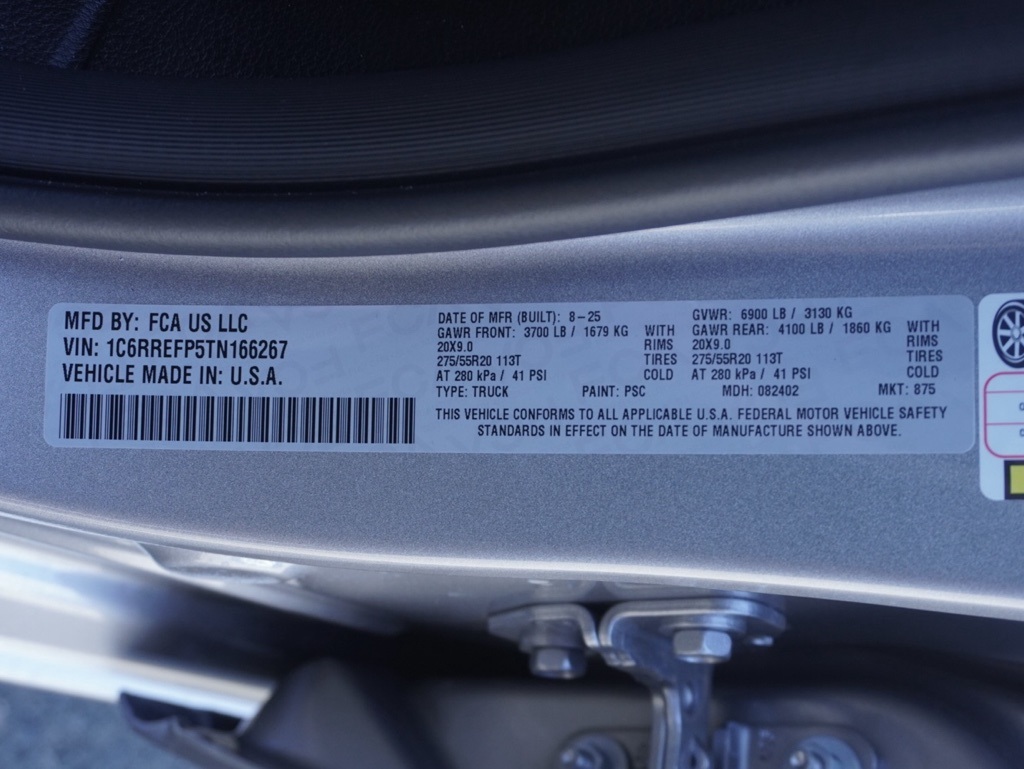 MFD BY: FCA US LLC
VIN: 1C6RREFP5TN166267
VEHICLE MADE IN: U.S.A.
DATE OF MFR (BUILT): 8-25
GVWR: 6900 LB / 3130 KG
GAWR FRONT: 3700 LB / 1679 KG WITH
20X9.0 RIMS
275/55R20 113T TIRES
AT 280 kPa / 41 PSI COLD
GAWR REAR: 4100 LB / 1860 KG WITH
20X9.0 RIMS
275/55R20 113T TIRES
AT 280 kPa / 41 PSI COLD
TYPE: TRUCK PAINT: PSC MDH: 082402 MKT: 875
THIS VEHICLE CONFORMS TO ALL APPLICABLE U.S.A. FEDERAL MOTOR VEHICLE SAFETY
STANDARDS IN EFFECT ON THE DATE OF MANUFACTURE SHOWN ABOVE.